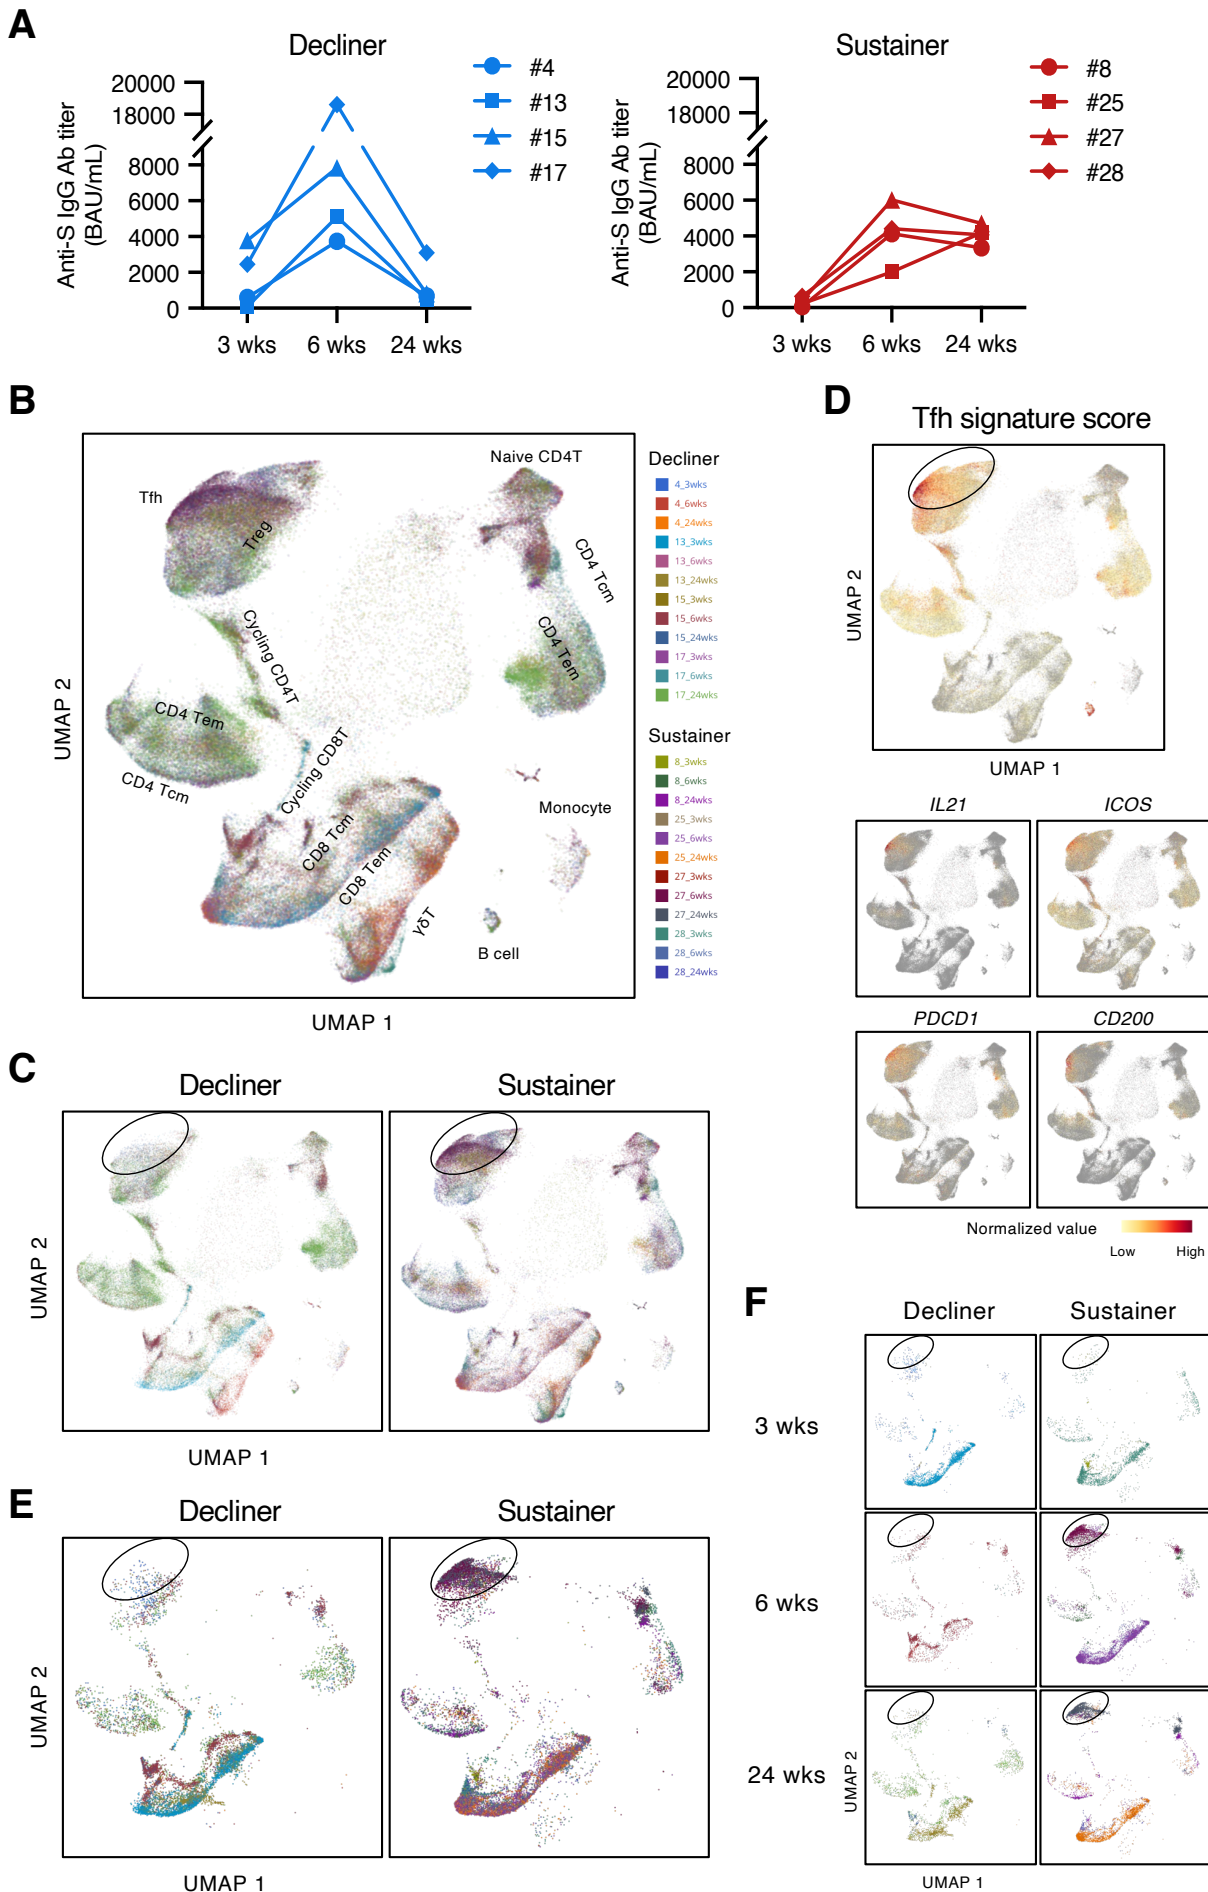 A
Decliner
Anti-S IgG Ab titer
(BAU/mL)
20000
18000
8000
6000
4000
2000
0
3 wks
6 wks
24 wks
#4
#13
#15
#17
Sustainer
Anti-S IgG Ab titer
(BAU/mL)
20000
18000
8000
6000
4000
2000
0
3 wks
6 wks
24 wks
#8
#25
#27
#28
B
UMAP 2
UMAP 1
Tfh
Treg
Naive CD4T
CD4 Tcm
CD4 Tem
Cycling CD4T
CD4 Tem
CD4 Tcm
Cycling CD8T
CD8 Tcm
CD8 Tem
γδT
Monocyte
B cell
Decliner
4_3wks
4_6wks
4_24wks
13_3wks
13_6wks
13_24wks
15_3wks
15_6wks
15_24wks
17_3wks
17_6wks
17_24wks
Sustainer
8_3wks
8_6wks
8_24wks
25_3wks
25_6wks
25_24wks
27_3wks
27_6wks
27_24wks
28_3wks
28_6wks
28_24wks
C
Decliner
Sustainer
UMAP 2
UMAP 1
D
Tfh signature score
UMAP 2
UMAP 1
IL21
ICOS
PDCD1
CD200
Normalized value
Low
High
E
Decliner
Sustainer
UMAP 2
UMAP 1
F
Decliner
Sustainer
3 wks
6 wks
24 wks
UMAP 2
UMAP 1